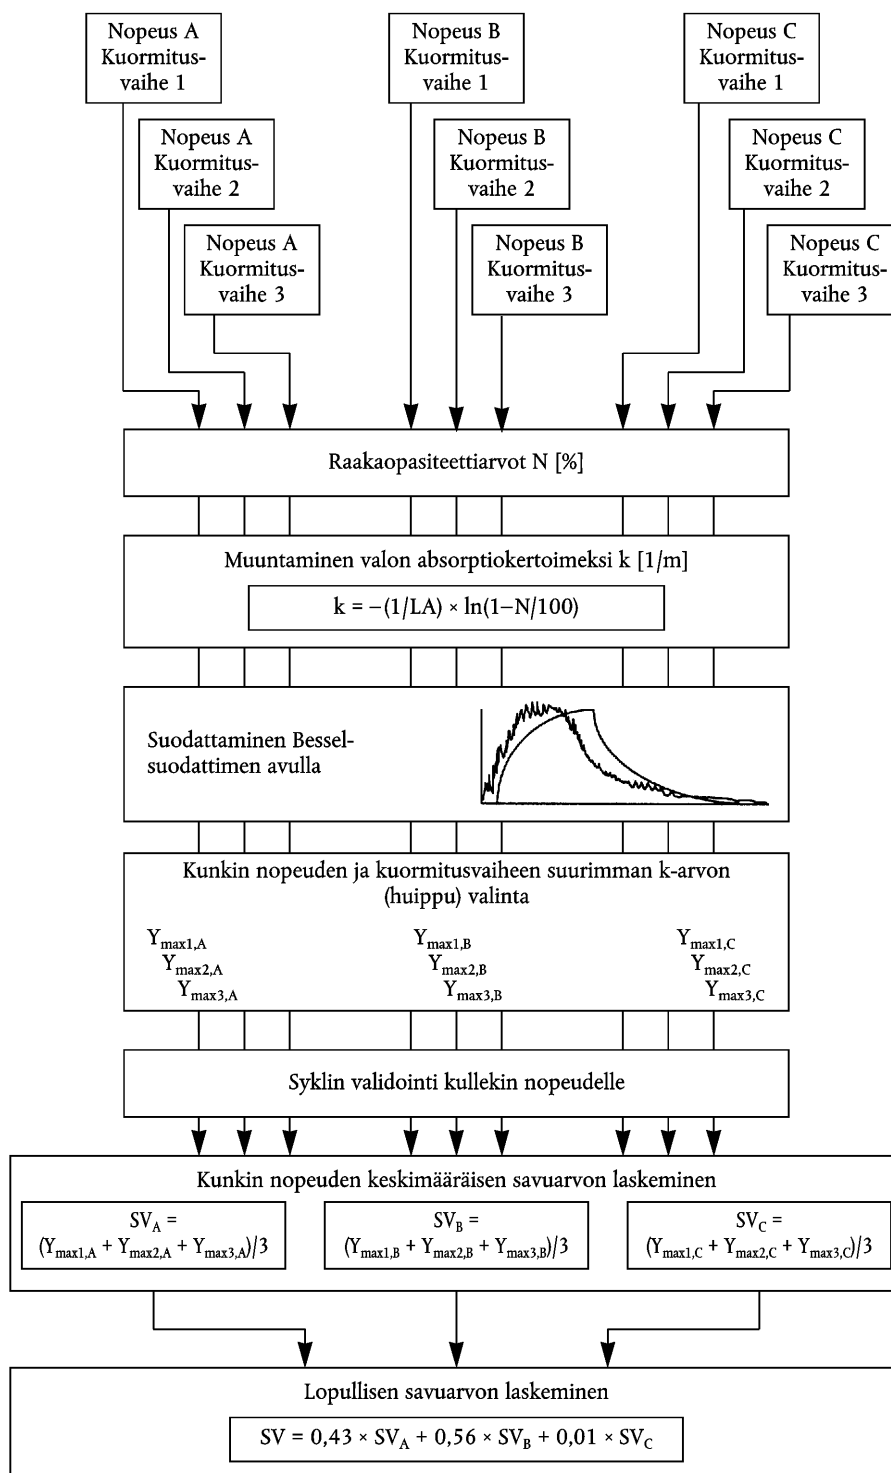 Nopeus A
Kuormitus-
vaihe 1
Nopeus B
Kuormitus-
vaihe 1
Nopeus C
Kuormitus-
vaihe 1
Nopeus A
Kuormitus-
vaihe 2
Nopeus B
Kuormitus-
vaihe 2
Nopeus C
Kuormitus-
vaihe 2
Nopeus A
Kuormitus-
vaihe 3
Nopeus B
Kuormitus-
vaihe 3
Nopeus C
Kuormitus-
vaihe 3
Raakaopasiteettiarvot N [%]
Muuntaminen valon absorptiokertoimeksi k [1/m]
k = −(1/LA) × ln(1−N/100)
Suodattaminen Bessel-
suodattimen avulla
Kunkin nopeuden ja kuormitusvaiheen suurimman k-arvon
(huippu) valinta
Ymax1,A Ymax1,B Ymax1,C
Ymax2,A Ymax2,B Ymax2,C
Ymax3,A Ymax3,B Ymax3,C
Syklin validointi kullekin nopeudelle
Kunkin nopeuden keskimääräisen savuarvon laskeminen
SVA =
(Ymax1,A + Ymax2,A + Ymax3,A)/3
SVB =
(Ymax1,B + Ymax2,B + Ymax3,B)/3
SVC =
(Ymax1,C + Ymax2,C + Ymax3,C)/3
Lopullisen savuarvon laskeminen
SV = 0,43 × SVA + 0,56 × SVB + 0,01 × SVC